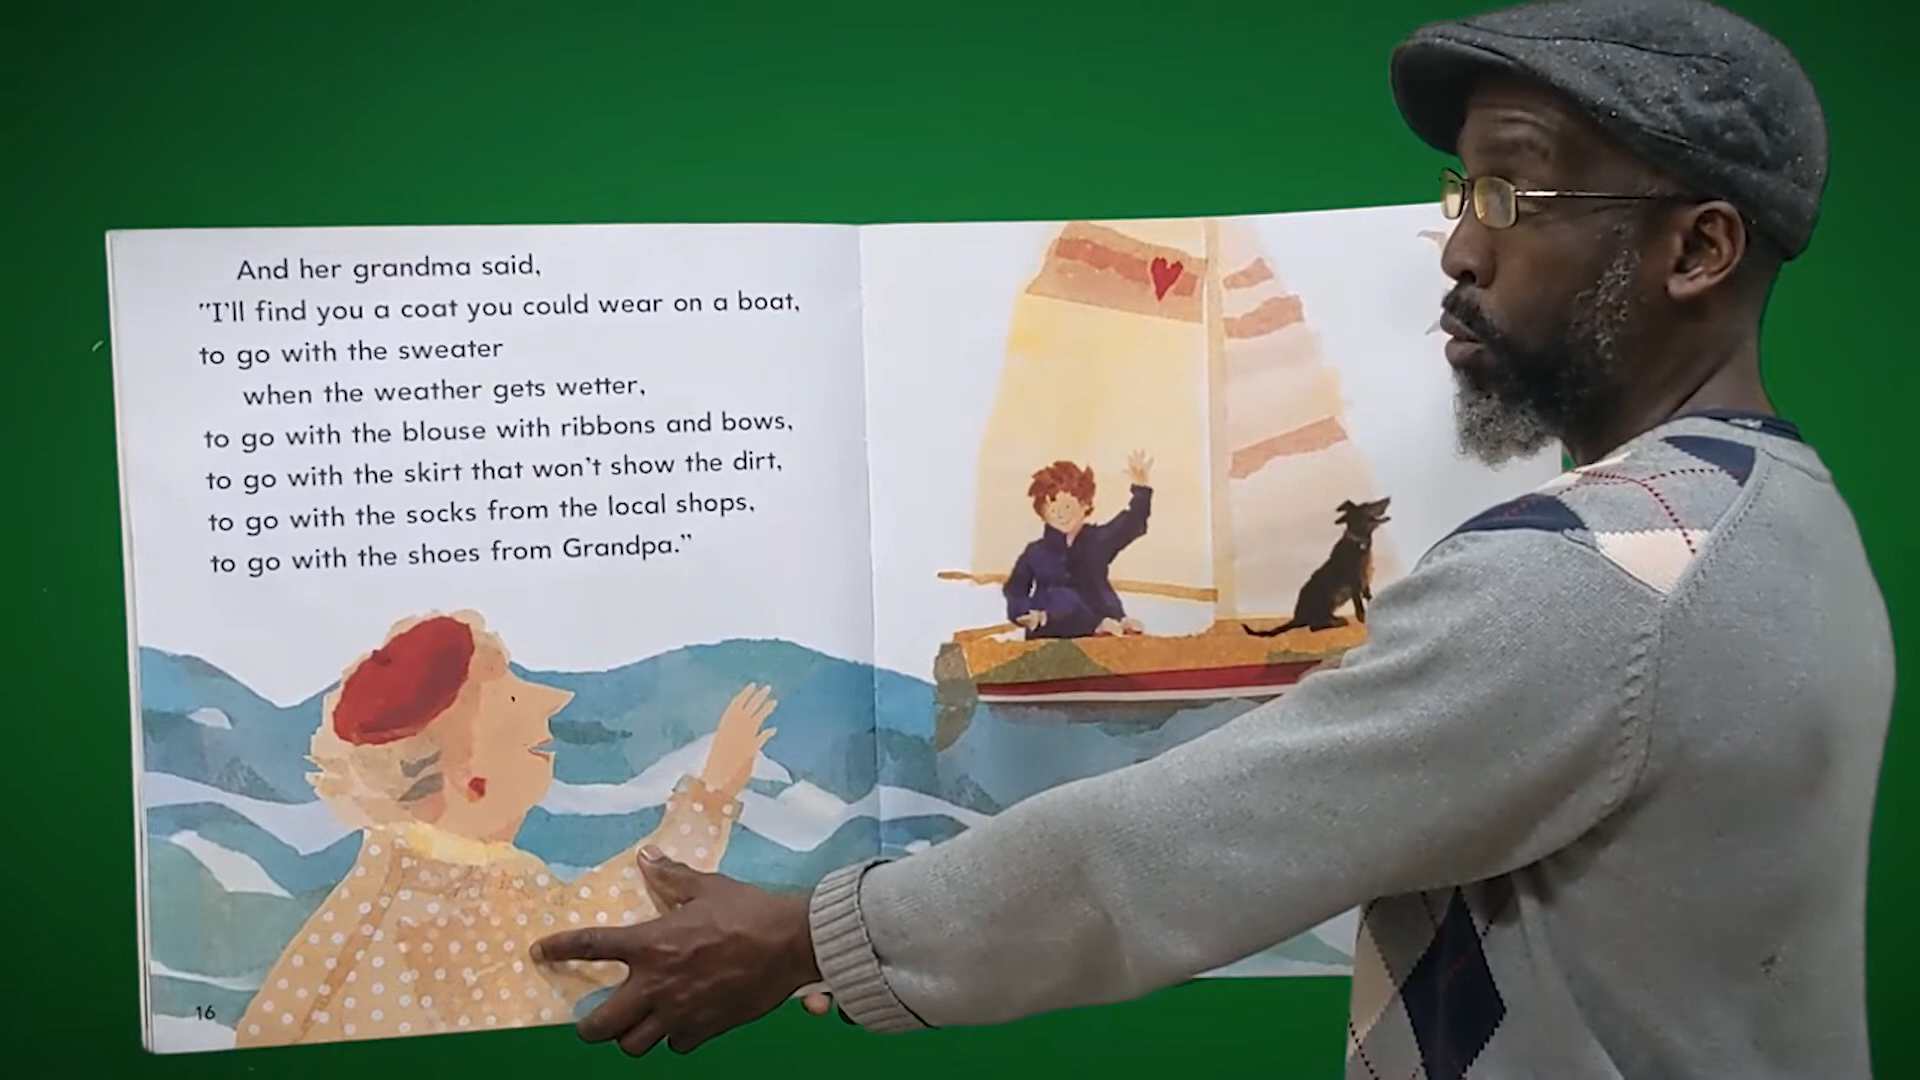 And her grandma said,
"I'll find you a coat you could wear on a boat,
to go with the sweater
when the weather gets wetter,
to go with the blouse with ribbons and bows,
to go with the skirt that won't show the dirt,
to go with the socks from the local shops,
to go with the shoes from Grandpa."
16